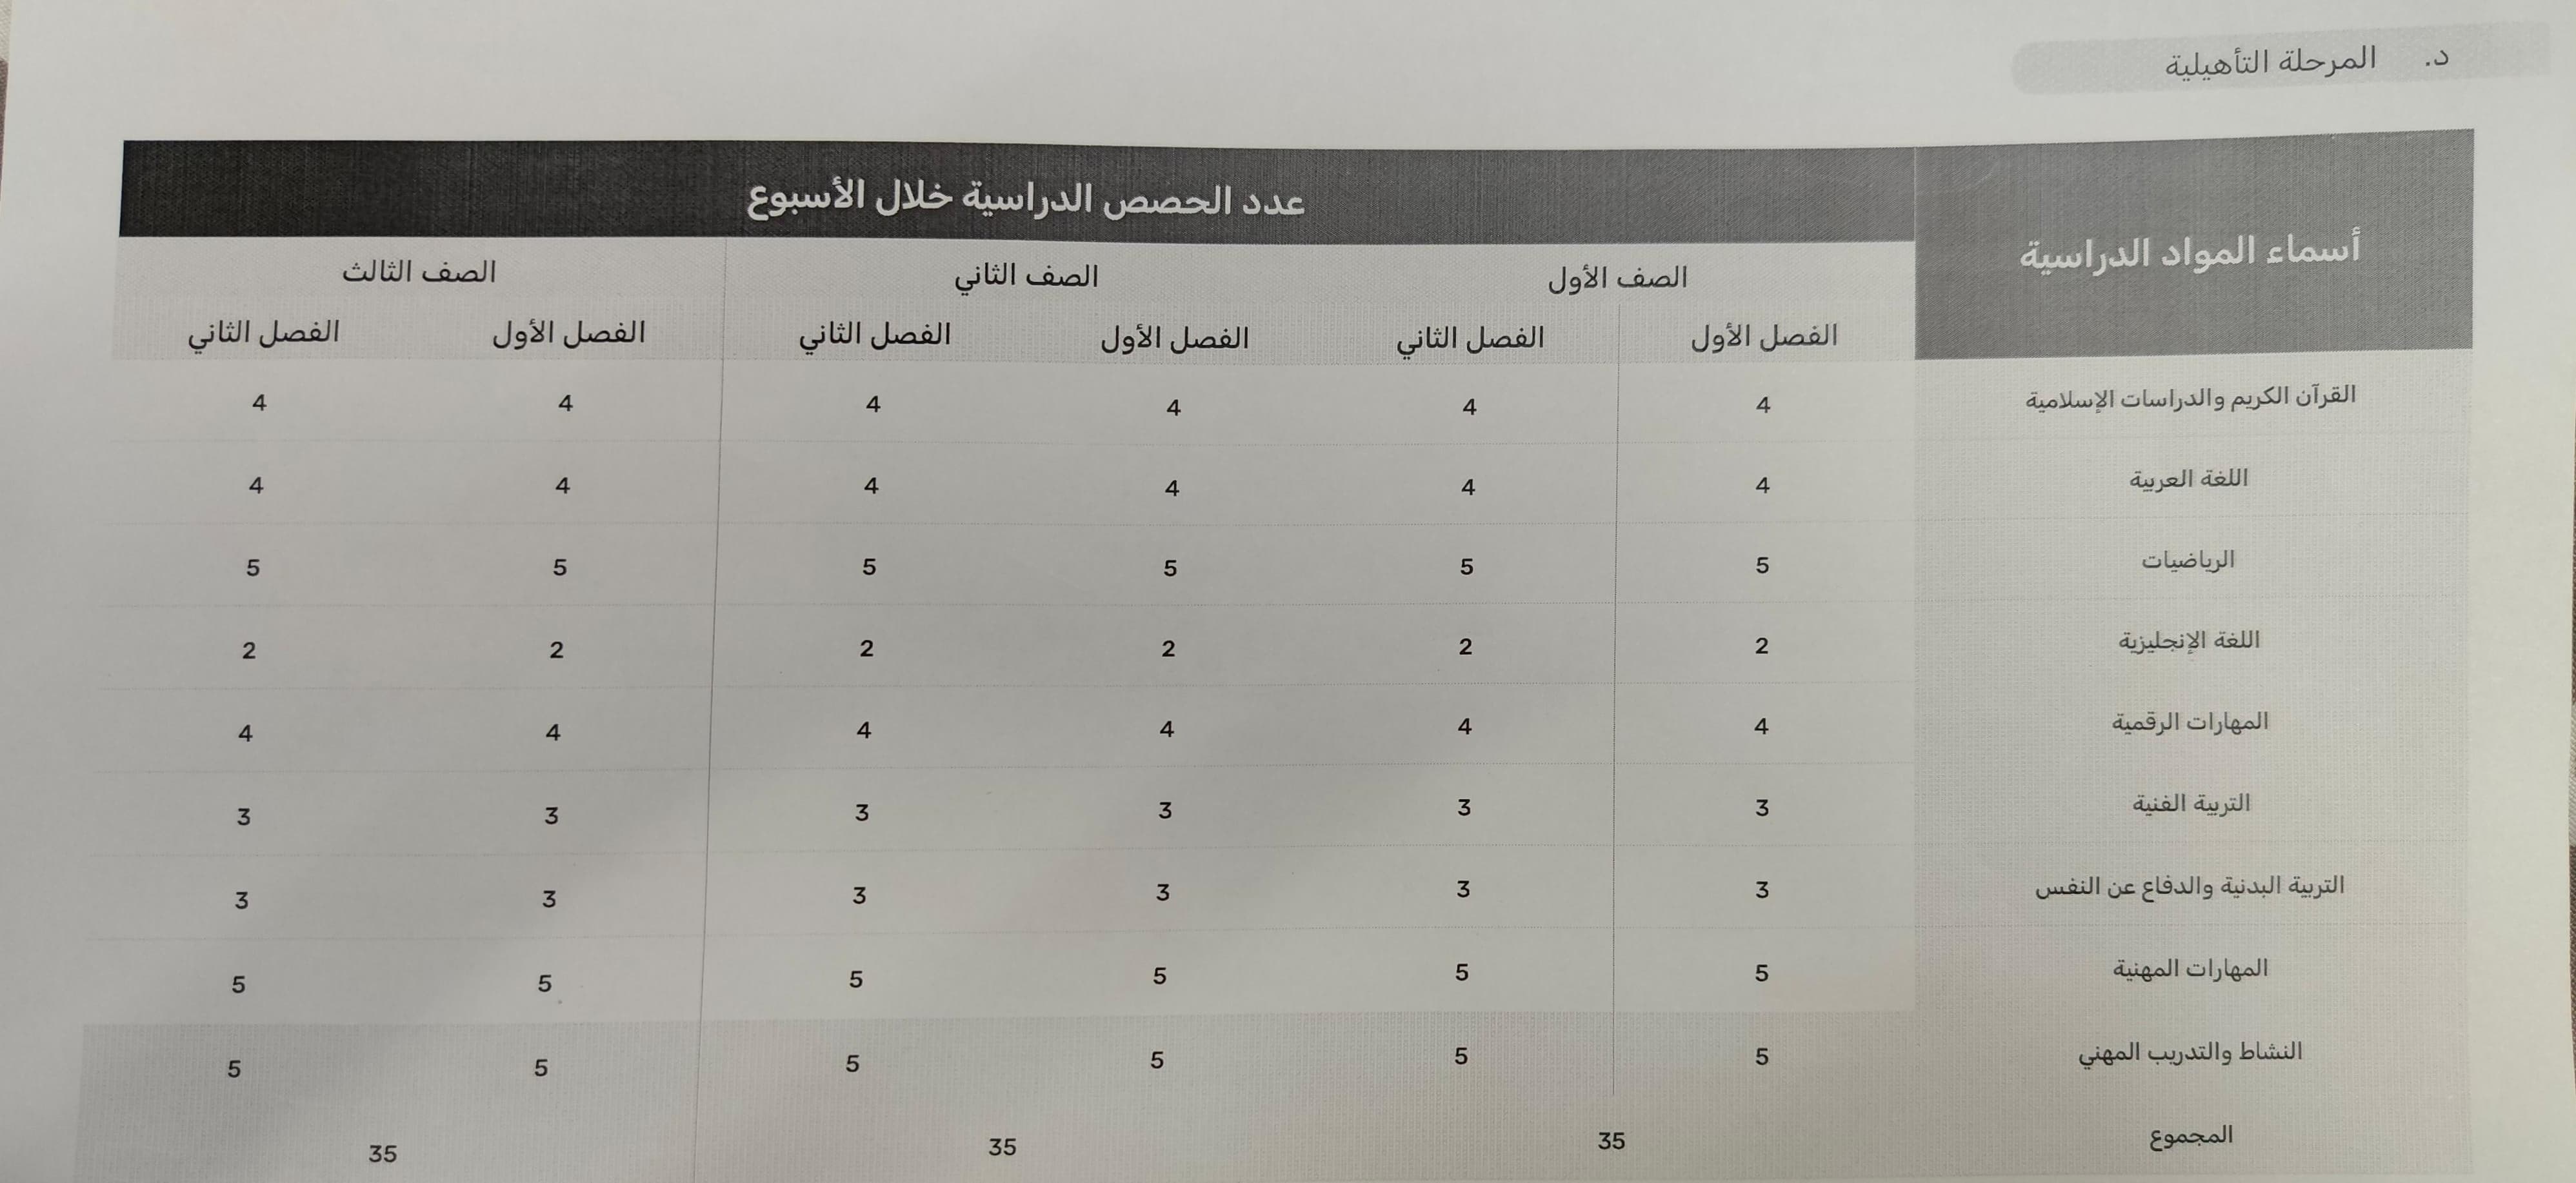 د. المرحلة التأهيلية
أسماء المواد الدراسية
عدد الحصص الدراسية خلال الأسبوع
الصف الأول الصف الثاني الصف الثالث
الفصل الأول الفصل الثاني الفصل الأول الفصل الثاني الفصل الأول الفصل الثاني
القرآن الكريم والدراسات الإسلامية 4 4 4 4 4 4
اللغة العربية 4 4 4 4 4 4
الرياضيات 5 5 5 5 5 5
اللغة الإنجليزية 2 2 2 2 2 2
المهارات الرقمية 4 4 4 4 4 4
التربية الفنية 3 3 3 3 3 3
التربية البدنية والدفاع عن النفس 3 3 3 3 3 3
المهارات المهنية 5 5 5 5 5 5
النشاط والتدريب المهني 5 5 5 5 5 5
المجموع 35 35 35